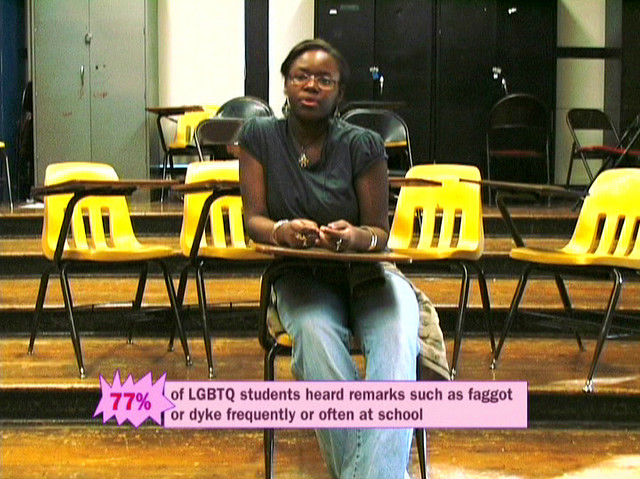 77%
of LGBTQ students heard remarks such as faggot
or dyke frequently or often at school